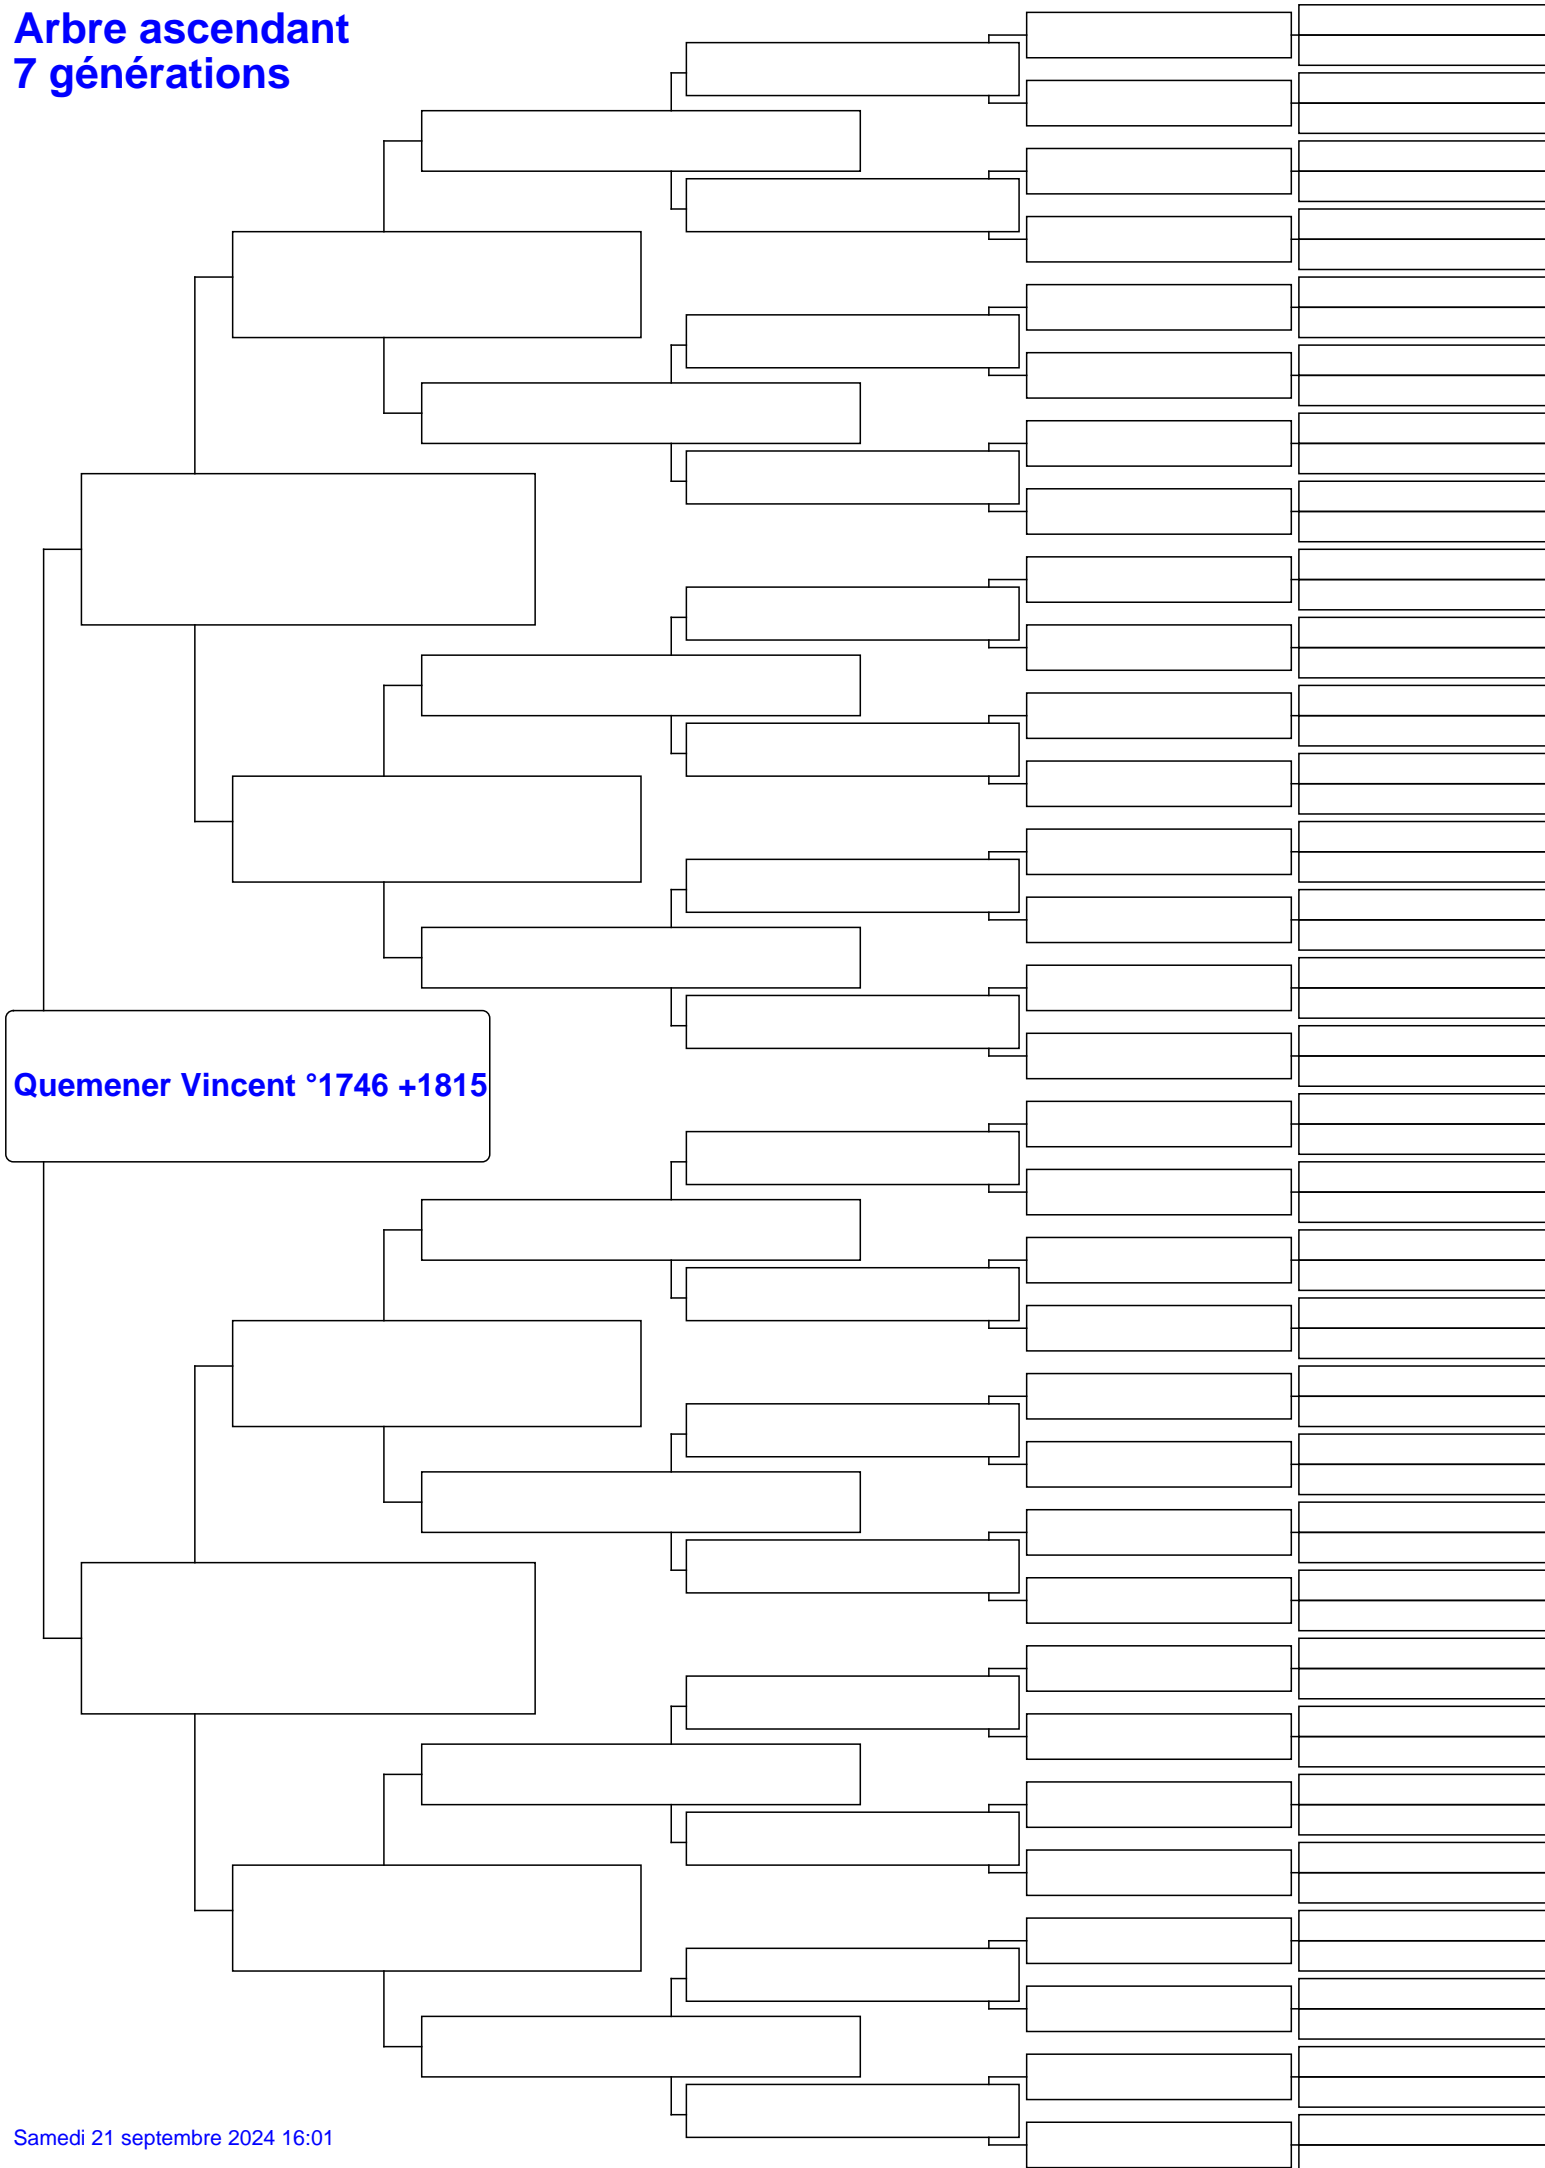 Arbre ascendant
7 générations
Quemener Vincent °1746 +1815
Samedi 21 septembre 2024 16:01